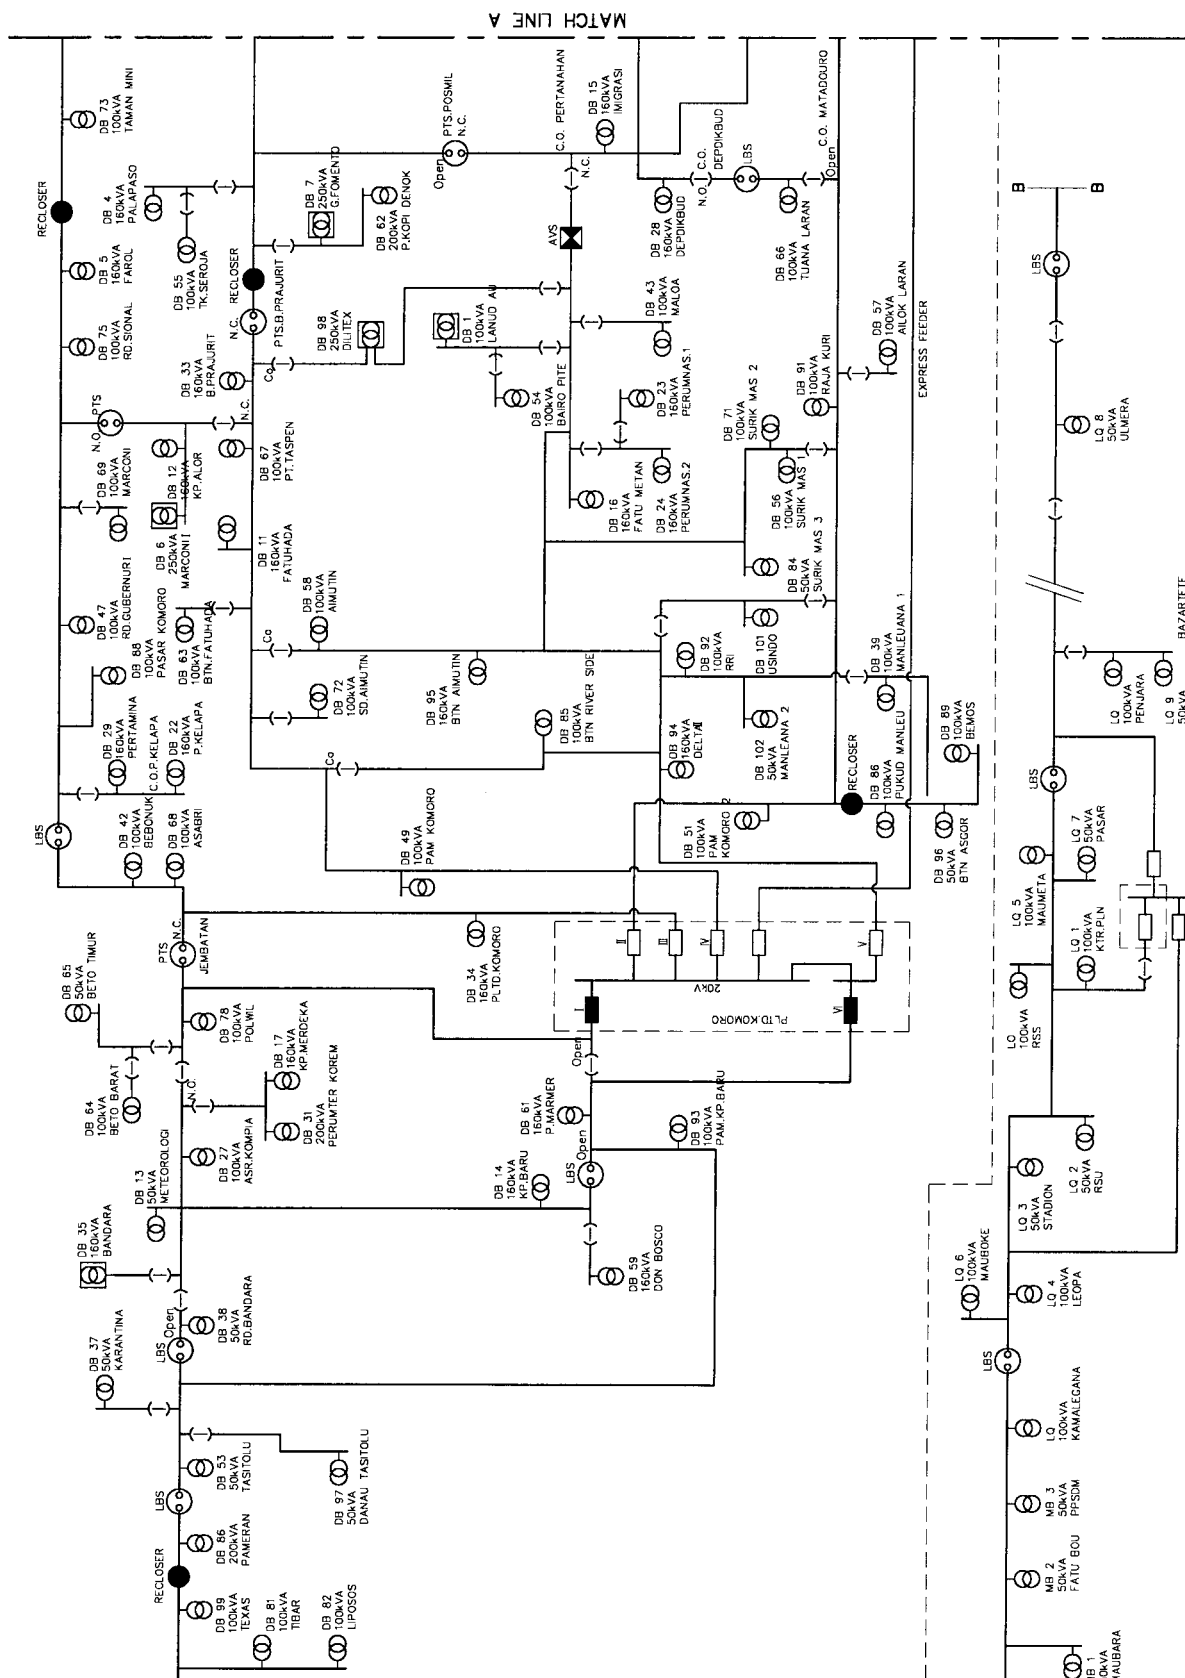 MATCH LINE A
RECLOSER
DB 73
100kVA
TAMAN MINI
DB 4
160kVA
PALAPASO
DB 5
160kVA
FAROL
DB 55
100kVA
TK.SEROJA
DB 75
100kVA
RD.SIONAL
RECLOSER
N.C.
PTS.B.PRAJURIT
DB 7
250kVA
G.FOMENTO
DB 62
200kVA
P.KOPI DENOK
Open
PTS.POSMIL
N.C.
C.O. PERTANAHAN
N.C.
DB 15
160kVA
IMIGRASI
AVS
DB 28
160kVA
DEPDIKBUD
N.O.
C.O.
DEPDIKBUD
LBS
C.O. MATADOURO
Open
DB 66
100kVA
TUANA LARAN
DB 33
160kVA
B.PRAJURIT
Co
DB 98
250kVA
DILITEX
DB 1
100kVA
LANUD AU
DB 54
100kVA
BAIRO PITE
DB 43
100kVA
MALOA
DB 23
160kVA
PERUMNAS.1
DB 57
100kVA
AILOK LARAN
EXPRESS FEEDER
DB 91
100kVA
RAJA KURI
DB 71
100kVA
SURIK MAS 2
DB 56
100kVA
SURIK MAS 1
DB 84
50kVA
SURIK MAS 3
DB 16
160kVA
FATU METAN
DB 24
160kVA
PERUMNAS.2
PTS
N.O.
N.C.
DB 69
100kVA
MARCONI
DB 12
160kVA
KP.ALOR
DB 6
250kVA
MARCONI I
DB 67
100kVA
PT.TASPEN
DB 11
160kVA
FATUHADA
DB 47
100kVA
RD.GUBERNURI
DB 88
100kVA
PASAR KOMORO
DB 63
100kVA
BTN.FATUHADA
Co
DB 58
100kVA
AIMUTIN
DB 72
100kVA
SD.AIMUTIN
DB 95
160kVA
BTN AIMUTIN
DB 85
100kVA
BTN RIVER SIDE
Co
DB 92
100kVA
RRI
DB 101
USINDO
DB 39
100kVA
MANLEUANA 1
DB 94
160kVA
DELTA
DB 102
50kVA
MANLEANA 2
RECLOSER
DB 86
100kVA
PUKUD MANLEU
DB 89
100kVA
BEMOS
DB 96
50kVA
BTN ASGOR
DB 51
100kVA
PAM
KOMORO 2
DB 29
160kVA
PERTAMINA
C.O.P.KELAPA
DB 22
160kVA
P.KELAPA
LBS
DB 42
100kVA
BEBONUK
DB 68
100kVA
ASABRI
DB 49
100kVA
PAM KOMORO
PTS
N.C.
JEMBATAN
DB 34
160kVA
PLTD.KOMORO
II
III
IV
V
I
VI
20kV
PLTD.KOMORO
Open
DB 65
50kVA
BETO TIMUR
DB 78
100kVA
POLWIL
DB 64
100kVA
BETO BARAT
N.C.
DB 17
160kVA
KP.MERDEKA
DB 31
200kVA
PERUMTER KOREM
DB 27
100kVA
ASR.KOMPIA
DB 13
50kVA
METEOROLOGI
DB 61
160kVA
P.MARMER
DB 93
100kVA
PAM.KP.BARU
DB 14
160kVA
KP.BARU
LBS
Open
DB 59
160kVA
DON BOSCO
DB 35
160kVA
BANDARA
LBS
Open
DB 38
50kVA
RD.BANDARA
DB 37
50kVA
KARANTINA
DB 53
50kVA
TASITOLU
DB 97
50kVA
DANAU TASITOLU
LBS
DB 86
200kVA
PAMERAN
RECLOSER
DB 99
100kVA
TEXAS
DB 81
100kVA
TIBAR
DB 82
100kVA
LIPOSOS
B
B
LBS
LQ 8
50kVA
ULMERA
BAZARTETE
LQ
100kVA
PENJARA
LQ 9
50kVA
LBS
LQ 7
50kVA
PASAR
LQ 5
100kVA
MAUMETA
LQ 1
100kVA
KTR.PLN
100kVA
RSS
LQ 2
50kVA
RSU
LQ 3
50kVA
STADION
LQ 6
100kVA
MAUBOKE
LQ 4
100kVA
LEOPA
LBS
LQ
100kVA
KAMALEGANA
MB 3
50kVA
PPSDM
MB 2
50kVA
FATU BOU